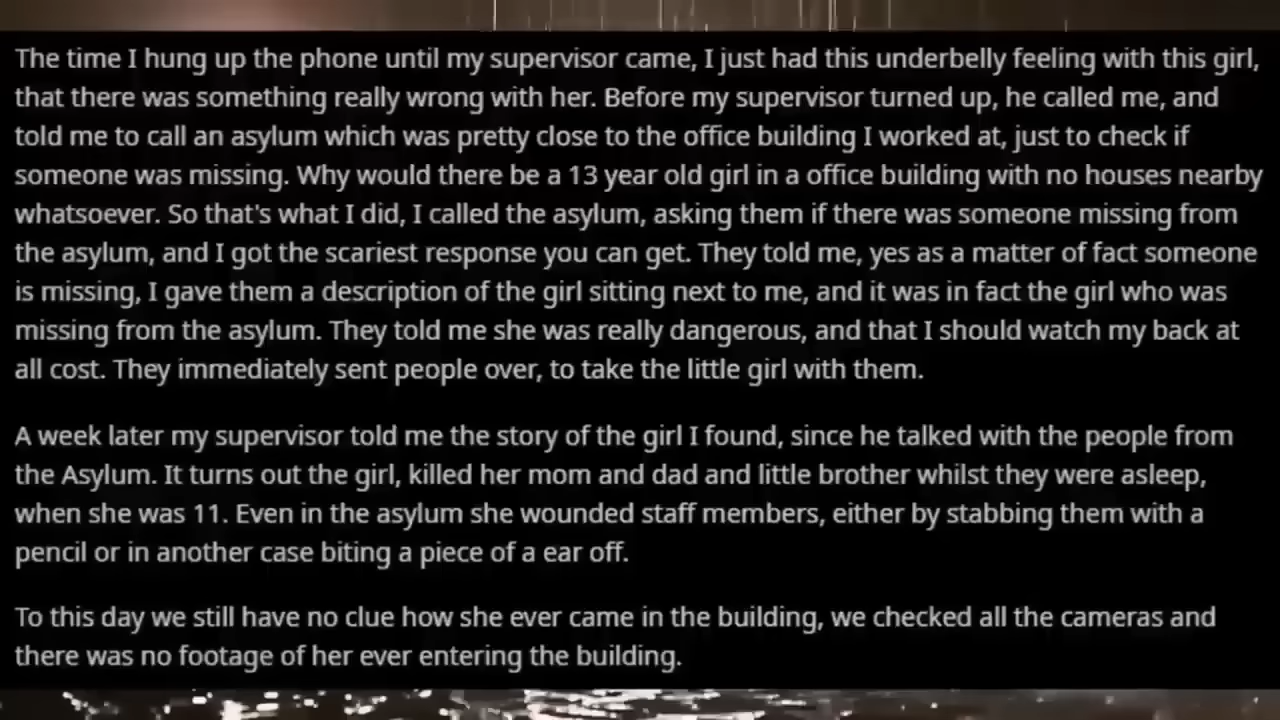 The time I hung up the phone until my supervisor came, I just had this underbelly feeling with this girl,
that there was something really wrong with her. Before my supervisor turned up, he called me, and
told me to call an asylum which was pretty close to the office building I worked at, just to check if
someone was missing. Why would there be a 13 year old girl in a office building with no houses nearby
whatsoever. So that's what I did, I called the asylum, asking them if there was someone missing from
the asylum, and I got the scariest response you can get. They told me, yes as a matter of fact someone
is missing, I gave them a description of the girl sitting next to me, and it was in fact the girl who was
missing from the asylum. They told me she was really dangerous, and that I should watch my back at
all cost. They immediately sent people over, to take the little girl with them.
A week later my supervisor told me the story of the girl I found, since he talked with the people from
the Asylum. It turns out the girl, killed her mom and dad and little brother whilst they were asleep,
when she was 11. Even in the asylum she wounded staff members, either by stabbing them with a
pencil or in another case biting a piece of a ear off.
To this day we still have no clue how she ever came in the building, we checked all the cameras and
there was no footage of her ever entering the building.